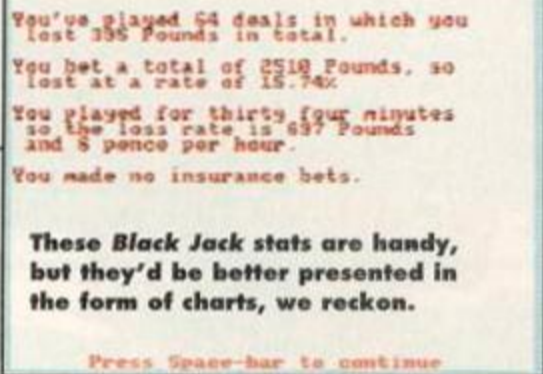 You've played 64 deals in which you
lost 395 Pounds in total.
You bet a total of 2510 Pounds, so
lost at a rate of 15.74%
You played for thirty four minutes
so the loss rate is 697 Pounds
and 6 pence per hour.
You made no insurance bets.
These Black Jack stats are handy,
but they'd be better presented in
the form of charts, we reckon.
Press Space-bar to continue